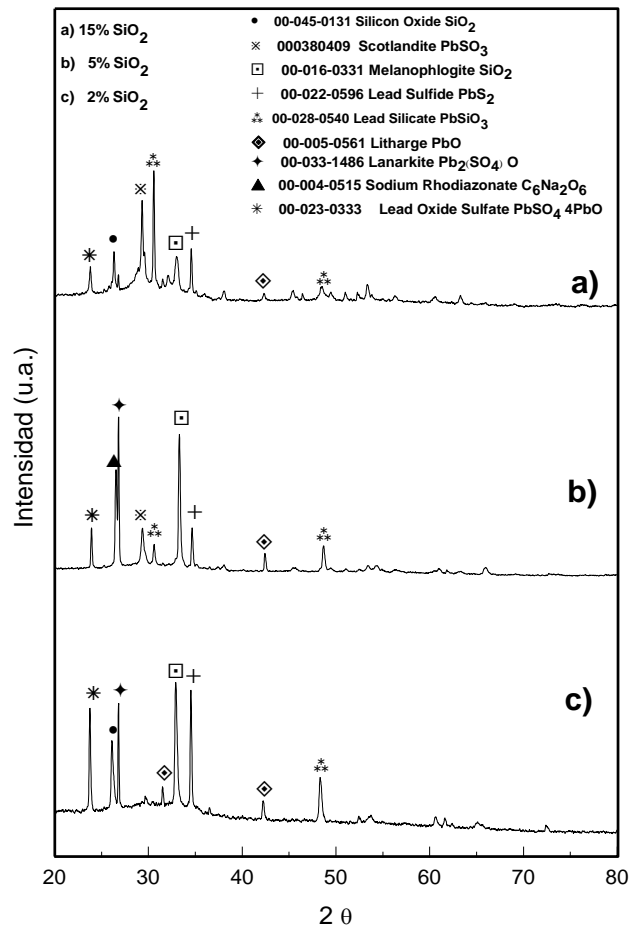 a) 15% SiO₂
b) 5% SiO₂
c) 2% SiO₂
00-045-0131 Silicon Oxide SiO₂
000380409 Scotlandite PbSO₃
00-016-0331 Melanophlogite SiO₂
00-022-0596 Lead Sulfide PbS₂
00-028-0540 Lead Silicate PbSiO₃
00-005-0561 Litharge PbO
00-033-1486 Lanarkite Pb₂(SO₄) O
00-004-0515 Sodium Rhodiazonate C₆Na₂O₆
00-023-0333 Lead Oxide Sulfate PbSO₄ 4PbO
a)
b)
c)
Intensidad (u.a.)
20 30 40 50 60 70 80
2 θ